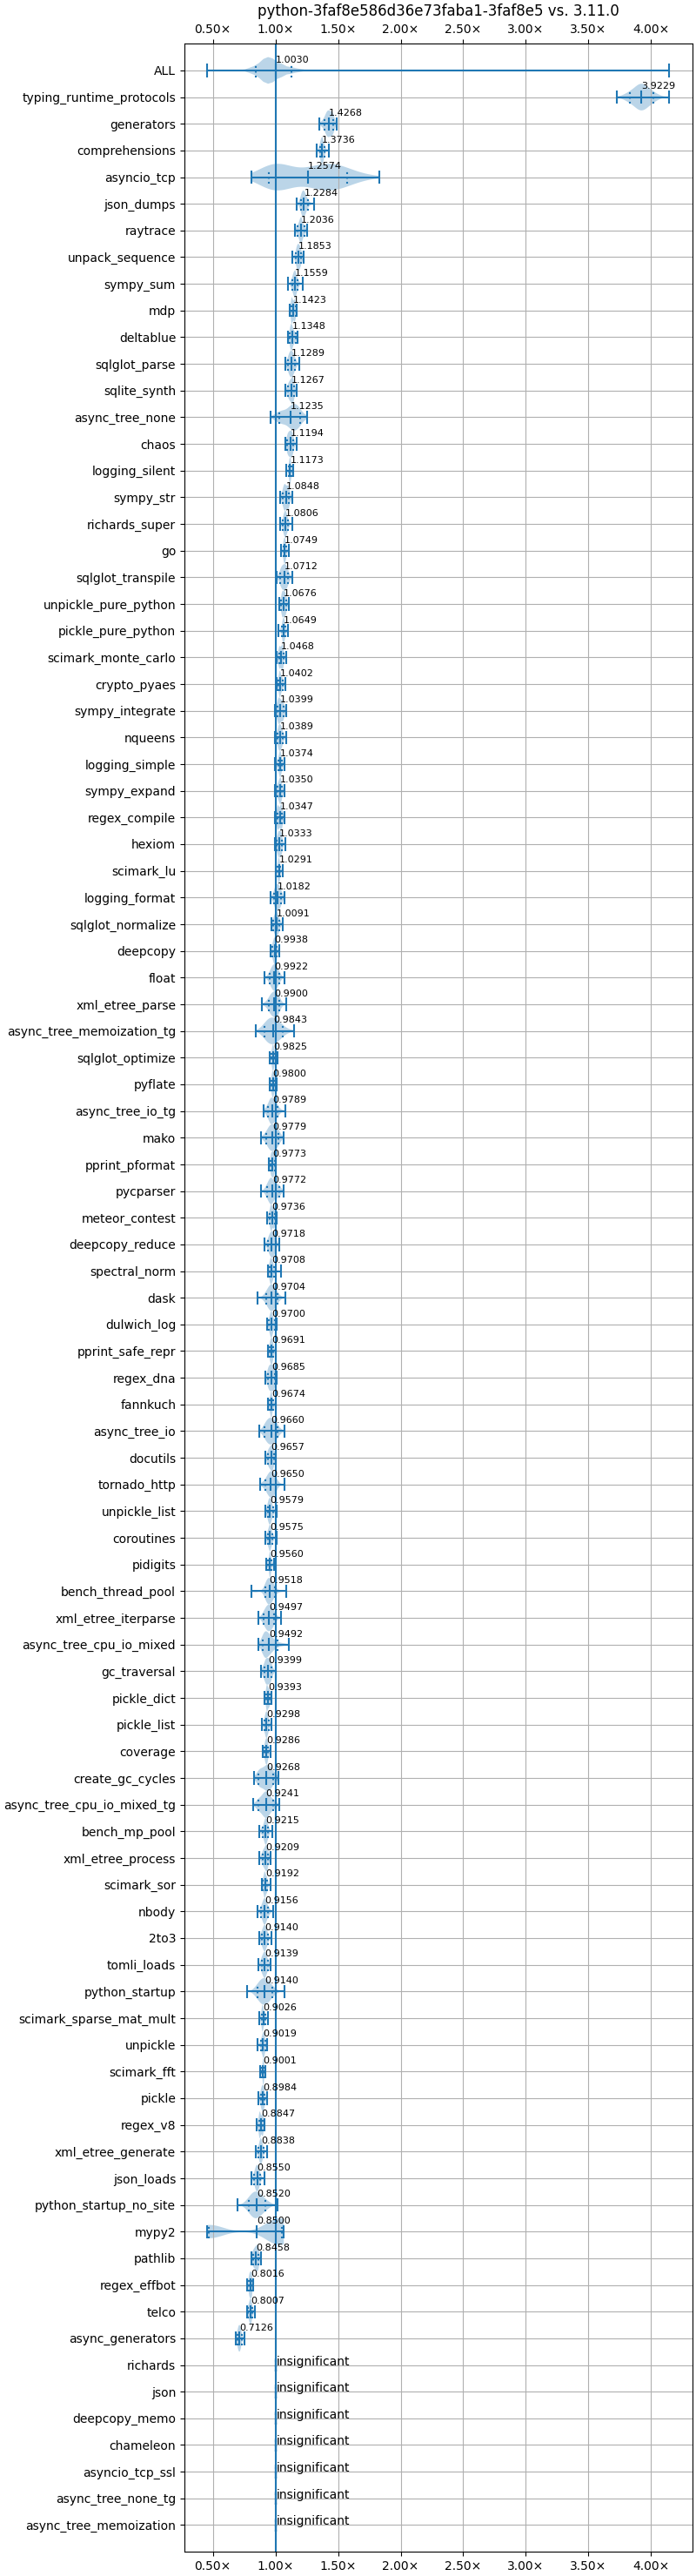 python-3faf8e586d36e73faba1-3faf8e5 vs. 3.11.0
0.50× 1.00× 1.50× 2.00× 2.50× 3.00× 3.50× 4.00×
ALL 1.0030
typing_runtime_protocols 3.9229
generators 1.4268
comprehensions 1.3736
asyncio_tcp 1.2574
json_dumps 1.2284
raytrace 1.2036
unpack_sequence 1.1853
sympy_sum 1.1559
mdp 1.1423
deltablue 1.1348
sqlglot_parse 1.1289
sqlite_synth 1.1267
async_tree_none 1.1235
chaos 1.1194
logging_silent 1.1173
sympy_str 1.0848
richards_super 1.0806
go 1.0749
sqlglot_transpile 1.0712
unpickle_pure_python 1.0676
pickle_pure_python 1.0649
scimark_monte_carlo 1.0468
crypto_pyaes 1.0402
sympy_integrate 1.0399
nqueens 1.0389
logging_simple 1.0374
sympy_expand 1.0350
regex_compile 1.0347
hexiom 1.0333
scimark_lu 1.0291
logging_format 1.0182
sqlglot_normalize 1.0091
deepcopy 0.9938
float 0.9922
xml_etree_parse 0.9900
async_tree_memoization_tg 0.9843
sqlglot_optimize 0.9825
pyflate 0.9800
async_tree_io_tg 0.9789
mako 0.9779
pprint_pformat 0.9773
pycparser 0.9772
meteor_contest 0.9736
deepcopy_reduce 0.9718
spectral_norm 0.9708
dask 0.9704
dulwich_log 0.9700
pprint_safe_repr 0.9691
regex_dna 0.9685
fannkuch 0.9674
async_tree_io 0.9660
docutils 0.9657
tornado_http 0.9650
unpickle_list 0.9579
coroutines 0.9575
pidigits 0.9560
bench_thread_pool 0.9518
xml_etree_iterparse 0.9497
async_tree_cpu_io_mixed 0.9492
gc_traversal 0.9399
pickle_dict 0.9393
pickle_list 0.9298
coverage 0.9286
create_gc_cycles 0.9268
async_tree_cpu_io_mixed_tg 0.9241
bench_mp_pool 0.9215
xml_etree_process 0.9209
scimark_sor 0.9192
nbody 0.9156
2to3 0.9140
tomli_loads 0.9139
python_startup 0.9140
scimark_sparse_mat_mult 0.9026
unpickle 0.9019
scimark_fft 0.9001
pickle 0.8984
regex_v8 0.8847
xml_etree_generate 0.8838
json_loads 0.8550
python_startup_no_site 0.8520
mypy2 0.8500
pathlib 0.8458
regex_effbot 0.8016
telco 0.8007
async_generators 0.7126
richards insignificant
json insignificant
deepcopy_memo insignificant
chameleon insignificant
asyncio_tcp_ssl insignificant
async_tree_none_tg insignificant
async_tree_memoization insignificant
0.50× 1.00× 1.50× 2.00× 2.50× 3.00× 3.50× 4.00×